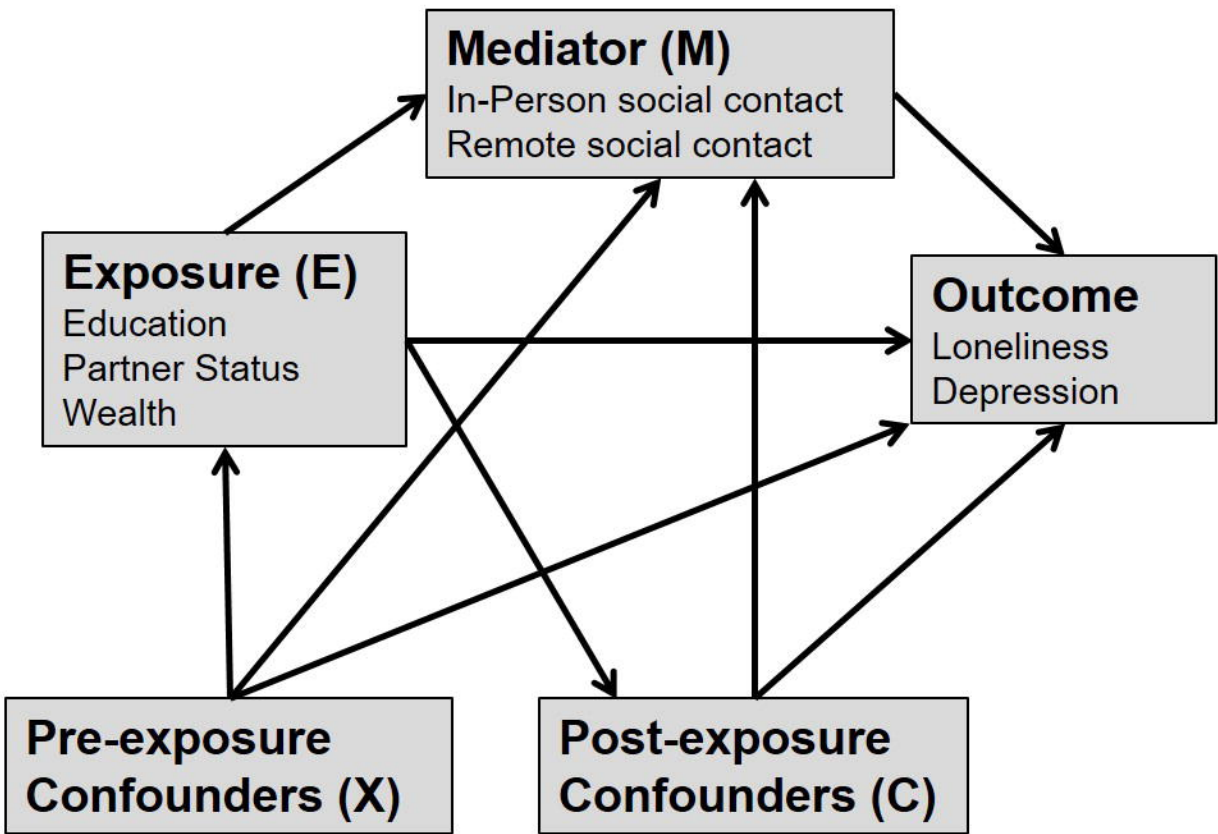 Mediator (M)
In-Person social contact
Remote social contact
Exposure (E)
Education
Partner Status
Wealth
Outcome
Loneliness
Depression
Pre-exposure
Confounders (X)
Post-exposure
Confounders (C)